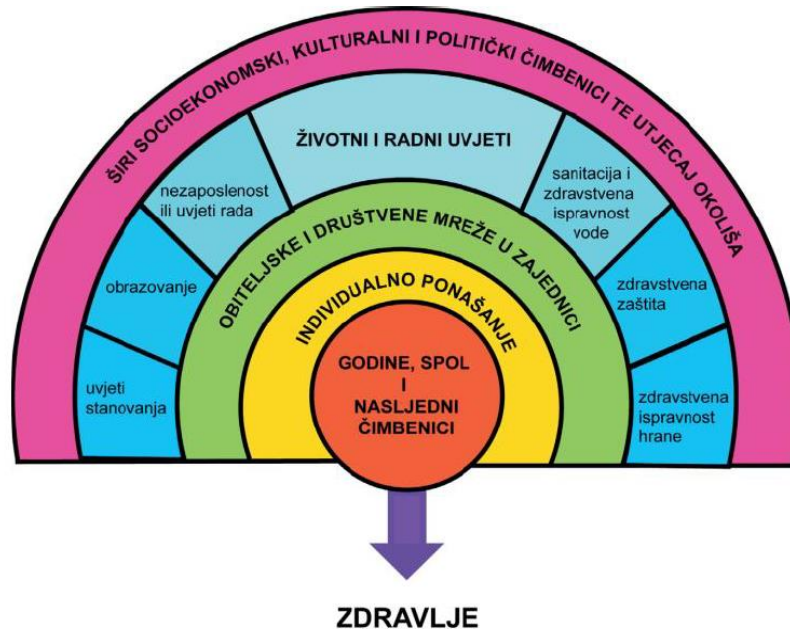 ŠIRI SOCIOEKONOMSKI, KULTURALNI I POLITIČKI ČIMBENICI TE UTJECAJ OKOLIŠA
ŽIVOTNI I RADNI UVJETI
nezaposlenost
ili uvjeti rada
sanitacija i
zdravstvena
ispravnost
vode
obrazovanje
zdravstvena
zaštita
uvjeti
stanovanja
zdravstvena
ispravnost
hrane
OBITELJSKE I DRUŠTVENE MREŽE U ZAJEDNICI
INDIVIDUALNO PONAŠANJE
GODINE, SPOL
I
NASLJEDNI
ČIMBENICI
ZDRAVLJE